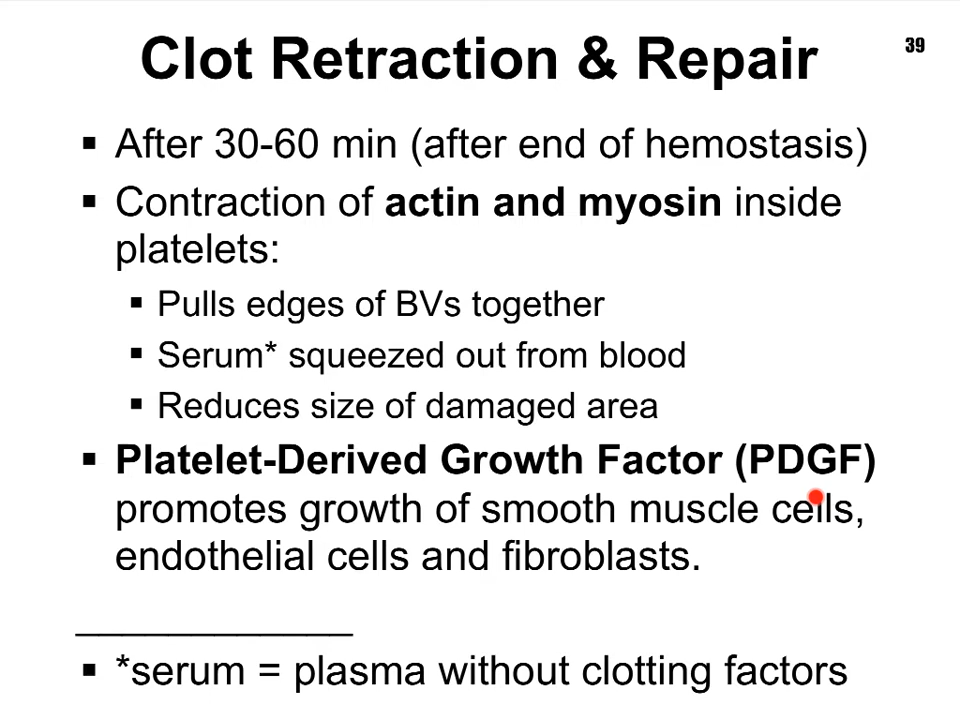 Clot Retraction & Repair
39
▪ After 30-60 min (after end of hemostasis)
▪ Contraction of actin and myosin inside
platelets:
▪ Pulls edges of BVs together
▪ Serum* squeezed out from blood
▪ Reduces size of damaged area
▪ Platelet-Derived Growth Factor (PDGF)
promotes growth of smooth muscle cells,
endothelial cells and fibroblasts.
____________
▪ *serum = plasma without clotting factors